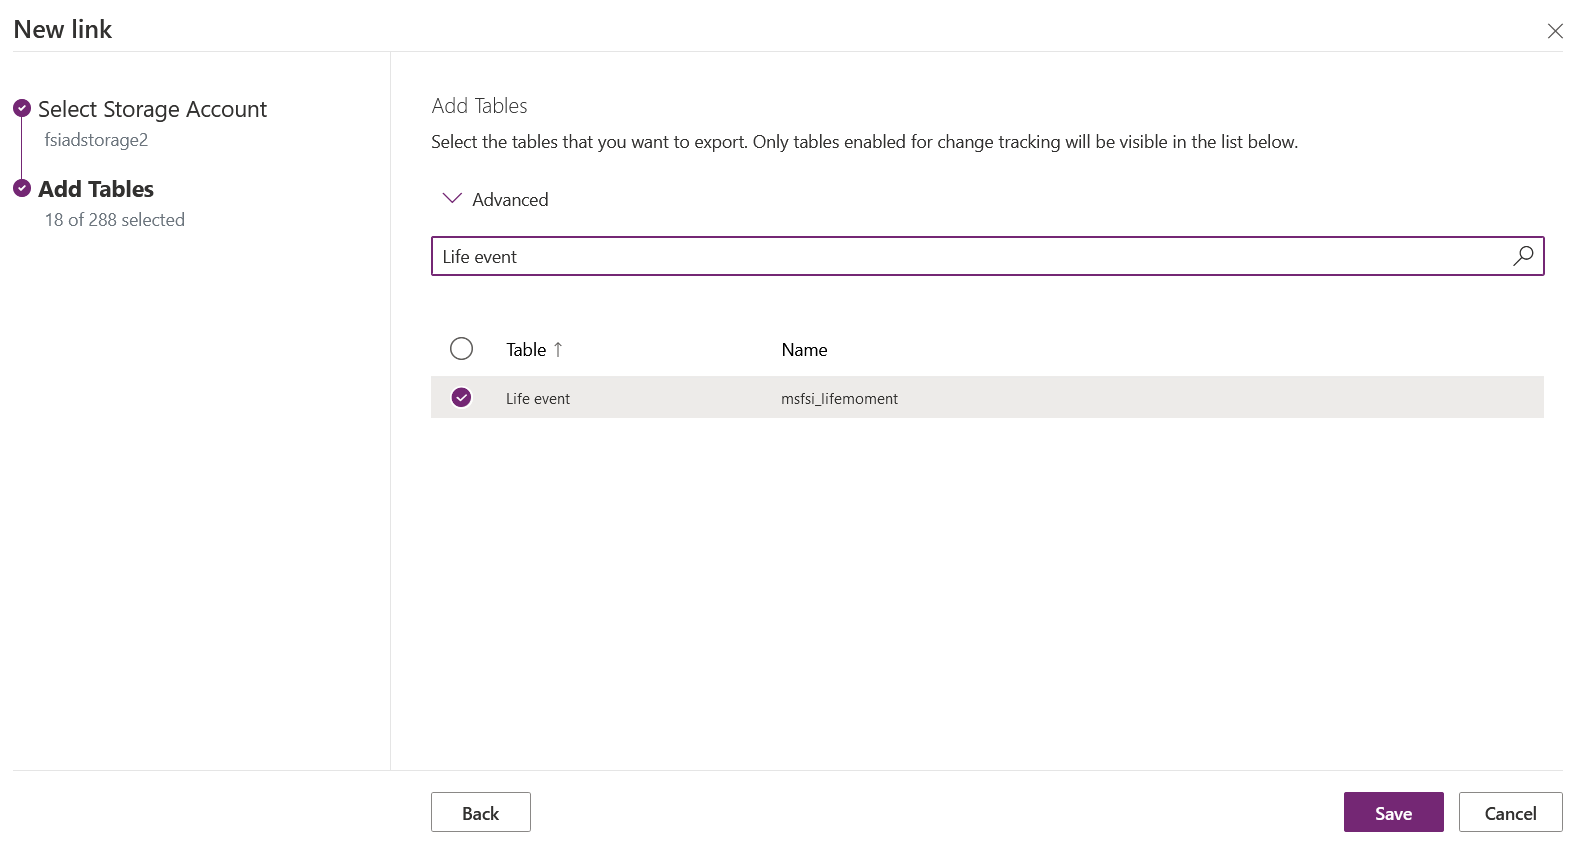 New link
Select Storage Account
fsiadstorage2
Add Tables
18 of 288 selected
Add Tables
Select the tables that you want to export. Only tables enabled for change tracking will be visible in the list below.
Advanced
Life event
Table ↑ Name
Life event msfsi_lifemoment
Back Save Cancel